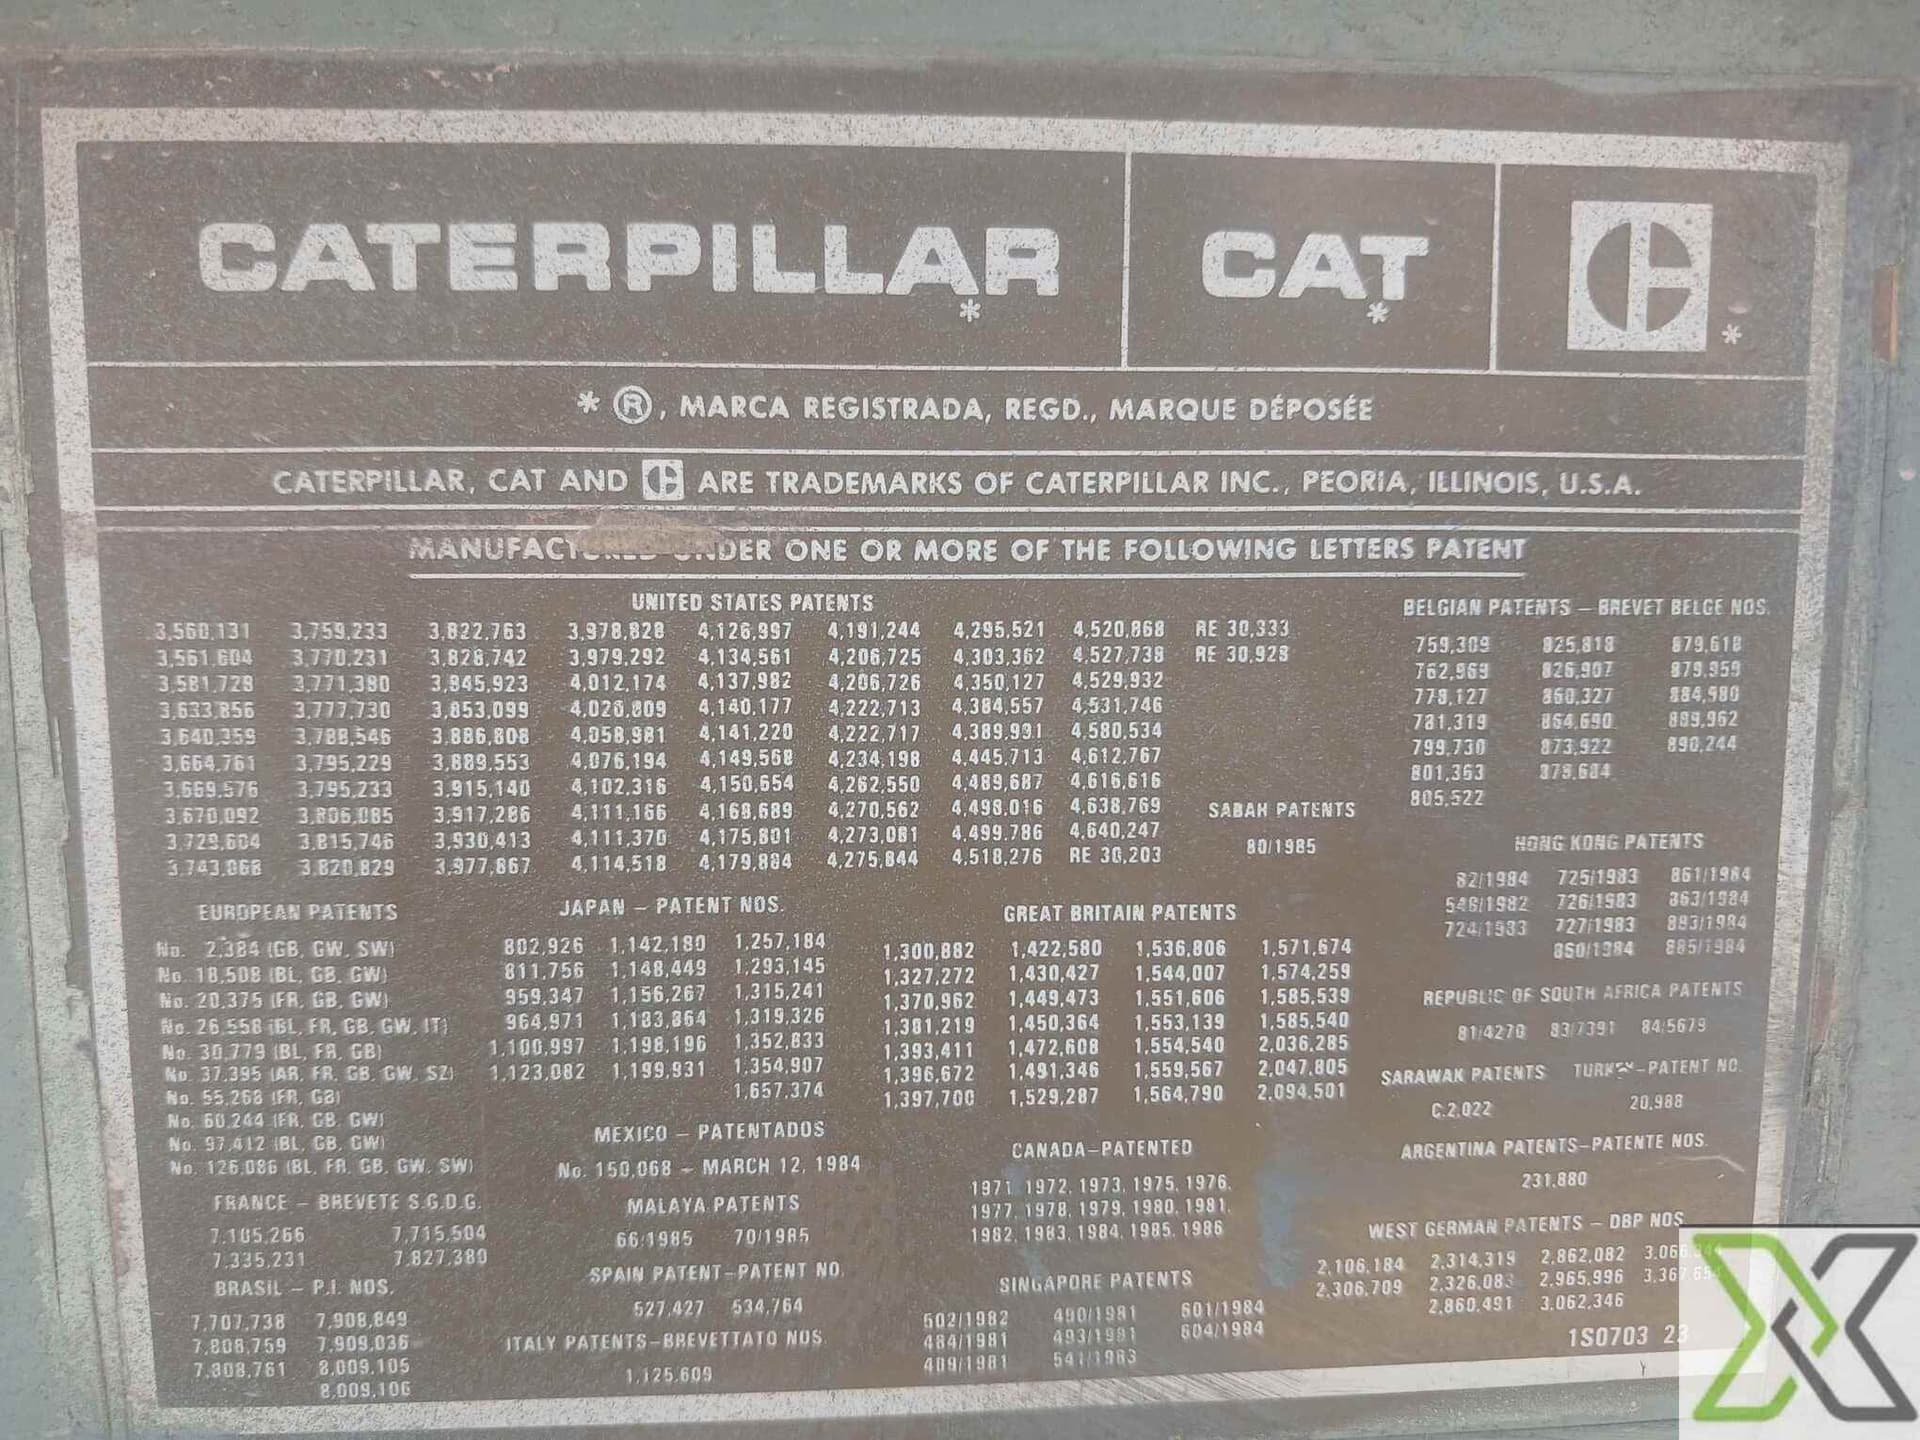 CATERPILLAR* CAT* C*
* ®, MARCA REGISTRADA, REGD., MARQUE DÉPOSÉE
CATERPILLAR, CAT AND C ARE TRADEMARKS OF CATERPILLAR INC., PEORIA, ILLINOIS, U.S.A.
MANUFACTURED UNDER ONE OR MORE OF THE FOLLOWING LETTERS PATENT
UNITED STATES PATENTS
3,560,131 3,759,233 3,822,763 3,978,828 4,126,997 4,191,244 4,295,521 4,520,868 RE 30,333
3,561,604 3,770,231 3,828,742 3,979,292 4,134,561 4,206,725 4,303,362 4,527,738 RE 30,928
3,581,728 3,771,380 3,845,923 4,012,174 4,137,982 4,206,726 4,350,127 4,529,932
3,633,856 3,777,730 3,853,099 4,026,809 4,140,177 4,222,713 4,384,557 4,531,746
3,640,359 3,788,546 3,886,808 4,058,981 4,141,220 4,222,717 4,389,931 4,580,534
3,664,761 3,795,229 3,889,553 4,076,194 4,149,568 4,234,198 4,445,713 4,612,767
3,669,576 3,795,233 3,915,140 4,102,316 4,150,654 4,262,550 4,489,687 4,616,616
3,670,092 3,806,085 3,917,286 4,111,166 4,168,689 4,270,562 4,498,016 4,638,769
3,729,604 3,815,746 3,930,413 4,111,370 4,175,801 4,273,081 4,499,786 4,640,247
3,743,068 3,820,829 3,977,867 4,114,518 4,179,884 4,275,844 4,518,276 RE 30,203
BELGIAN PATENTS – BREVET BELGE NOS.
759,309 825,818 879,618
762,969 826,907 879,959
778,127 860,327 884,980
781,319 864,690 889,962
799,730 873,922 890,244
801,363 879,684
805,522
SABAH PATENTS
80/1985
HONG KONG PATENTS
82/1984 725/1983 861/1984
546/1982 726/1983 863/1984
724/1983 727/1983 883/1984
860/1984 885/1984
EUROPEAN PATENTS
No. 2,384 (GB, GW, SW)
No. 18,508 (BL, GB, GW)
No. 20,375 (FR, GB, GW)
No. 26,558 (BL, FR, GB, GW, IT)
No. 30,779 (BL, FR, GB)
No. 37,395 (AR, FR, GB, GW, SZ)
No. 55,268 (FR, GB)
No. 60,244 (FR, GB, GW)
No. 97,412 (BL, GB, GW)
No. 126,086 (BL, FR, GB, GW, SW)
JAPAN – PATENT NOS.
802,926 1,142,180 1,257,184
811,756 1,148,449 1,293,145
959,347 1,156,267 1,315,241
964,971 1,183,864 1,319,326
1,100,997 1,198,196 1,352,833
1,123,082 1,199,931 1,354,907
1,657,374
GREAT BRITAIN PATENTS
1,300,882 1,422,580 1,536,806 1,571,674
1,327,272 1,430,427 1,544,007 1,574,259
1,370,962 1,449,473 1,551,606 1,585,539
1,381,219 1,450,364 1,553,139 1,585,540
1,393,411 1,472,608 1,554,540 2,036,285
1,396,672 1,491,346 1,559,567 2,047,805
1,397,700 1,529,287 1,564,790 2,094,501
REPUBLIC OF SOUTH AFRICA PATENTS
81/4270 83/7391 84/5679
SARAWAK PATENTS TURKEY–PATENT NO.
C.2,022 20,988
MEXICO – PATENTADOS
No. 150,068 – MARCH 12, 1984
CANADA–PATENTED
1971, 1972, 1973, 1975, 1976,
1977, 1978, 1979, 1980, 1981,
1982, 1983, 1984, 1985, 1986
ARGENTINA PATENTS–PATENTE NOS.
231,880
FRANCE – BREVETE S.G.D.G.
7,105,266 7,715,504
7,335,231 7,827,380
MALAYA PATENTS
66/1985 70/1985
WEST GERMAN PATENTS – DBP NOS.
2,106,184 2,314,319 2,862,082
2,306,709 2,326,083 2,965,996
2,860,491 3,062,346
BRASIL – P.I. NOS.
7,707,738 7,908,849
7,808,759 7,909,036
7,808,761 8,009,105
8,009,106
SPAIN PATENT–PATENT NO.
527,427 534,764
ITALY PATENTS–BREVETTATO NOS.
1,125,609
SINGAPORE PATENTS
502/1982 490/1981 601/1984
484/1981 493/1981 604/1984
489/1981 541/1983
1S0703 23